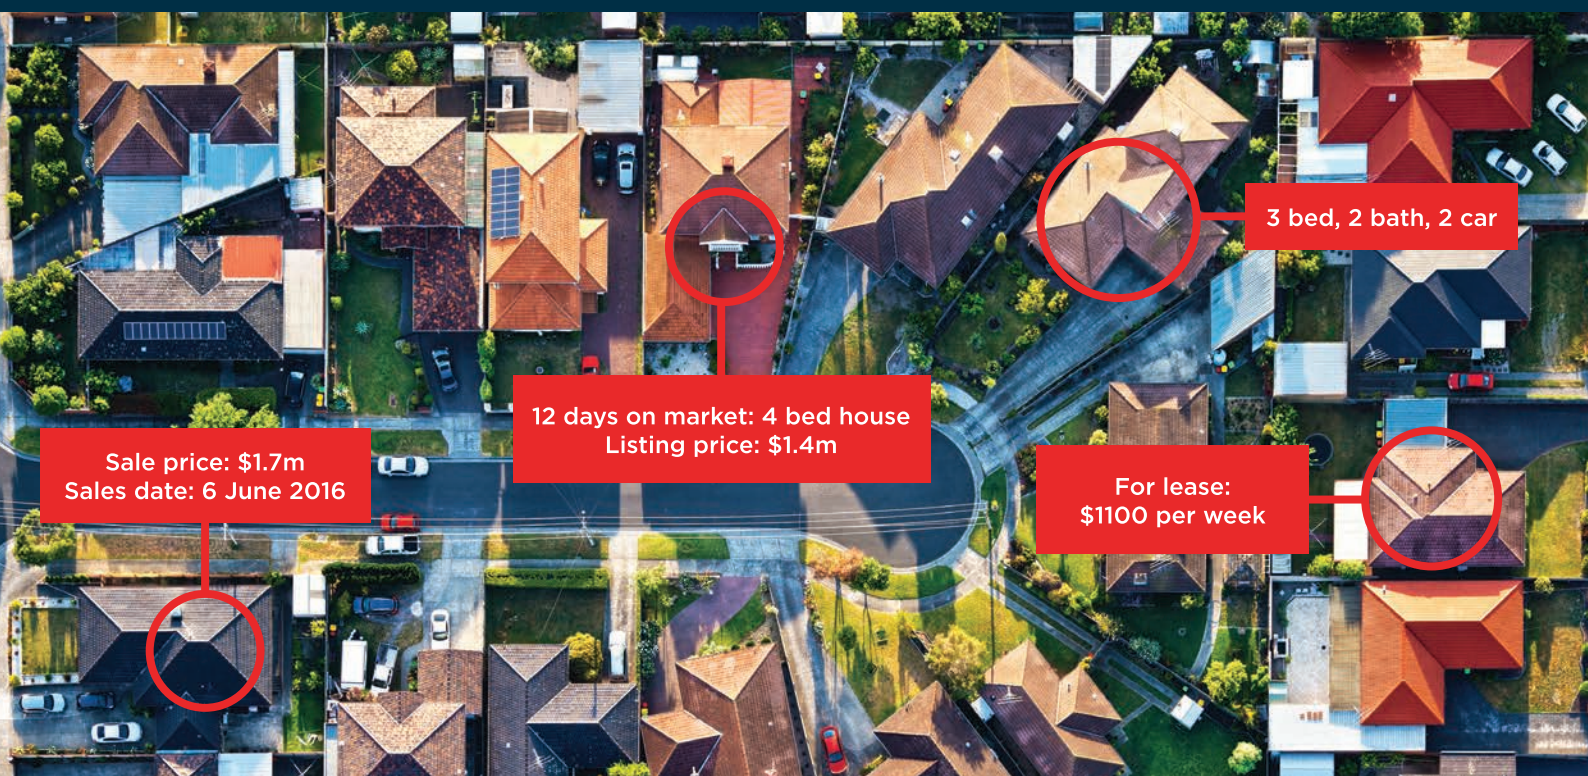 3 bed, 2 bath, 2 car
12 days on market: 4 bed house
Listing price: $1.4m
Sale price: $1.7m
Sales date: 6 June 2016
For lease:
$1100 per week